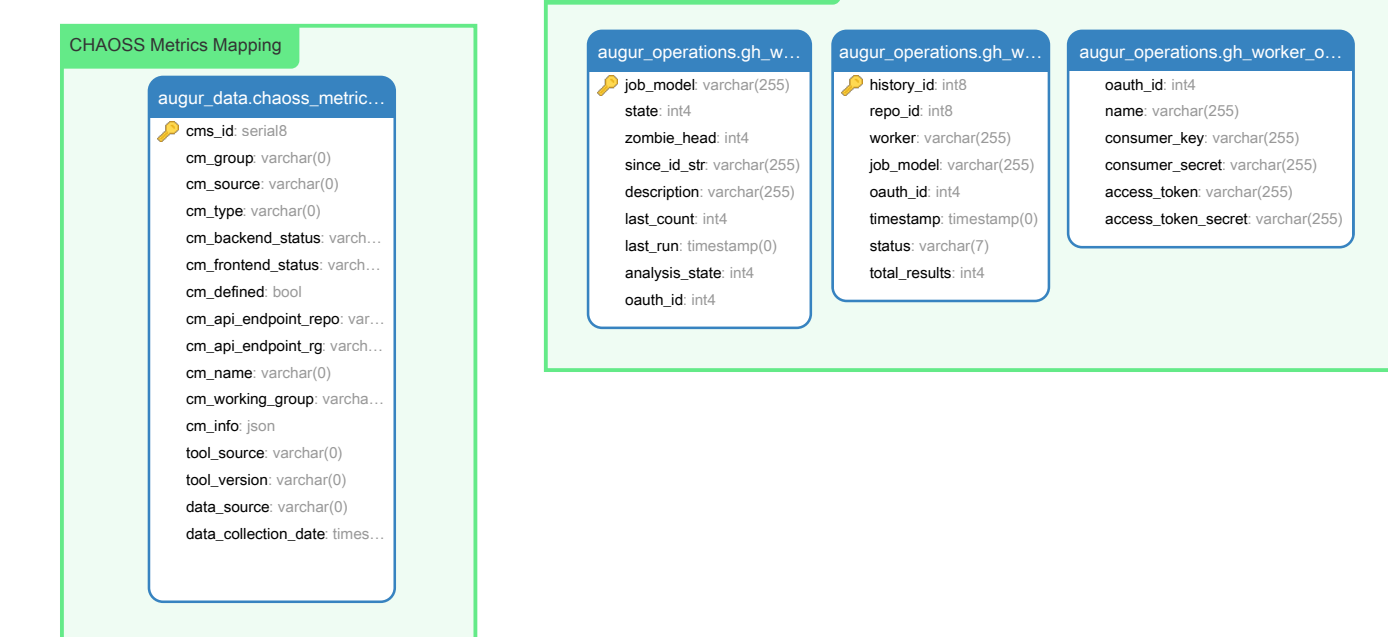 CHAOSS Metrics Mapping
augur_data.chaoss_metric…
cms_id: serial8
cm_group: varchar(0)
cm_source: varchar(0)
cm_type: varchar(0)
cm_backend_status: varch…
cm_frontend_status: varch…
cm_defined: bool
cm_api_endpoint_repo: var…
cm_api_endpoint_rg: varch…
cm_name: varchar(0)
cm_working_group: varcha…
cm_info: json
tool_source: varchar(0)
tool_version: varchar(0)
data_source: varchar(0)
data_collection_date: times…
augur_operations.gh_w…
job_model: varchar(255)
state: int4
zombie_head: int4
since_id_str: varchar(255)
description: varchar(255)
last_count: int4
last_run: timestamp(0)
analysis_state: int4
oauth_id: int4
augur_operations.gh_w…
history_id: int8
repo_id: int8
worker: varchar(255)
job_model: varchar(255)
oauth_id: int4
timestamp: timestamp(0)
status: varchar(7)
total_results: int4
augur_operations.gh_worker_o…
oauth_id: int4
name: varchar(255)
consumer_key: varchar(255)
consumer_secret: varchar(255)
access_token: varchar(255)
access_token_secret: varchar(255)